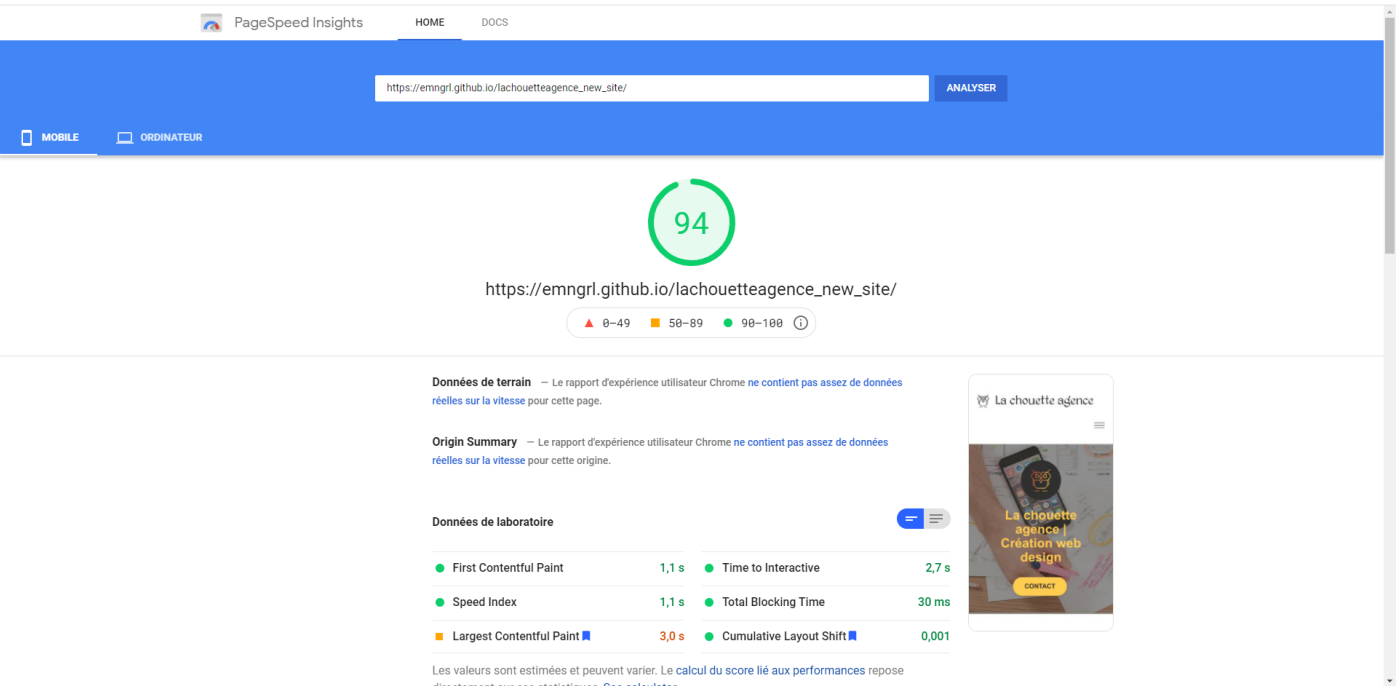 PageSpeed Insights HOME DOCS
https://emngrl.github.io/lachouetteagence_new_site/ ANALYSER
MOBILE ORDINATEUR
94
https://emngrl.github.io/lachouetteagence_new_site/
0–49 50–89 90–100
Données de terrain — Le rapport d'expérience utilisateur Chrome ne contient pas assez de données
réelles sur la vitesse pour cette page.
Origin Summary — Le rapport d'expérience utilisateur Chrome ne contient pas assez de données
réelles sur la vitesse pour cette origine.
La chouette agence
La chouette
agence |
Création web
design
CONTACT
Données de laboratoire
First Contentful Paint 1,1 s Time to Interactive 2,7 s
Speed Index 1,1 s Total Blocking Time 30 ms
Largest Contentful Paint 3,0 s Cumulative Layout Shift 0,001
Les valeurs sont estimées et peuvent varier. Le calcul du score lié aux performances repose